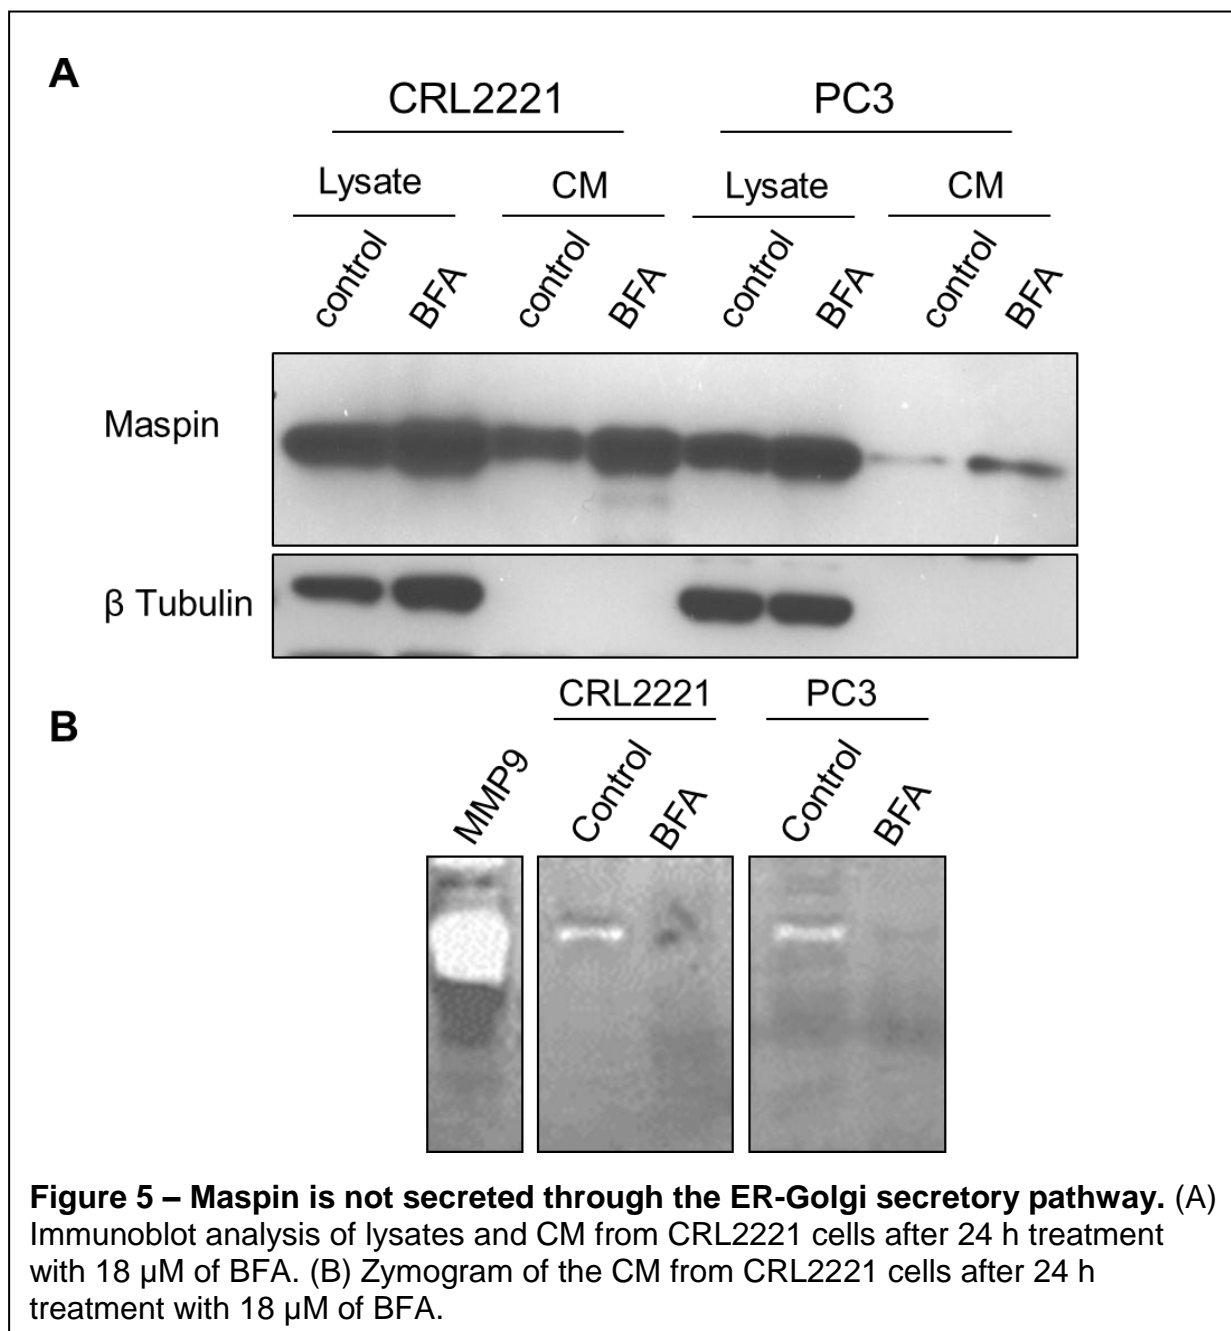 A
CRL2221 PC3
Lysate CM Lysate CM
control BFA control BFA control BFA control BFA
Maspin
β Tubulin
B
CRL2221 PC3
MMP9 Control BFA Control BFA
Figure 5 – Maspin is not secreted through the ER-Golgi secretory pathway. (A)
Immunoblot analysis of lysates and CM from CRL2221 cells after 24 h treatment
with 18 µM of BFA. (B) Zymogram of the CM from CRL2221 cells after 24 h
treatment with 18 µM of BFA.